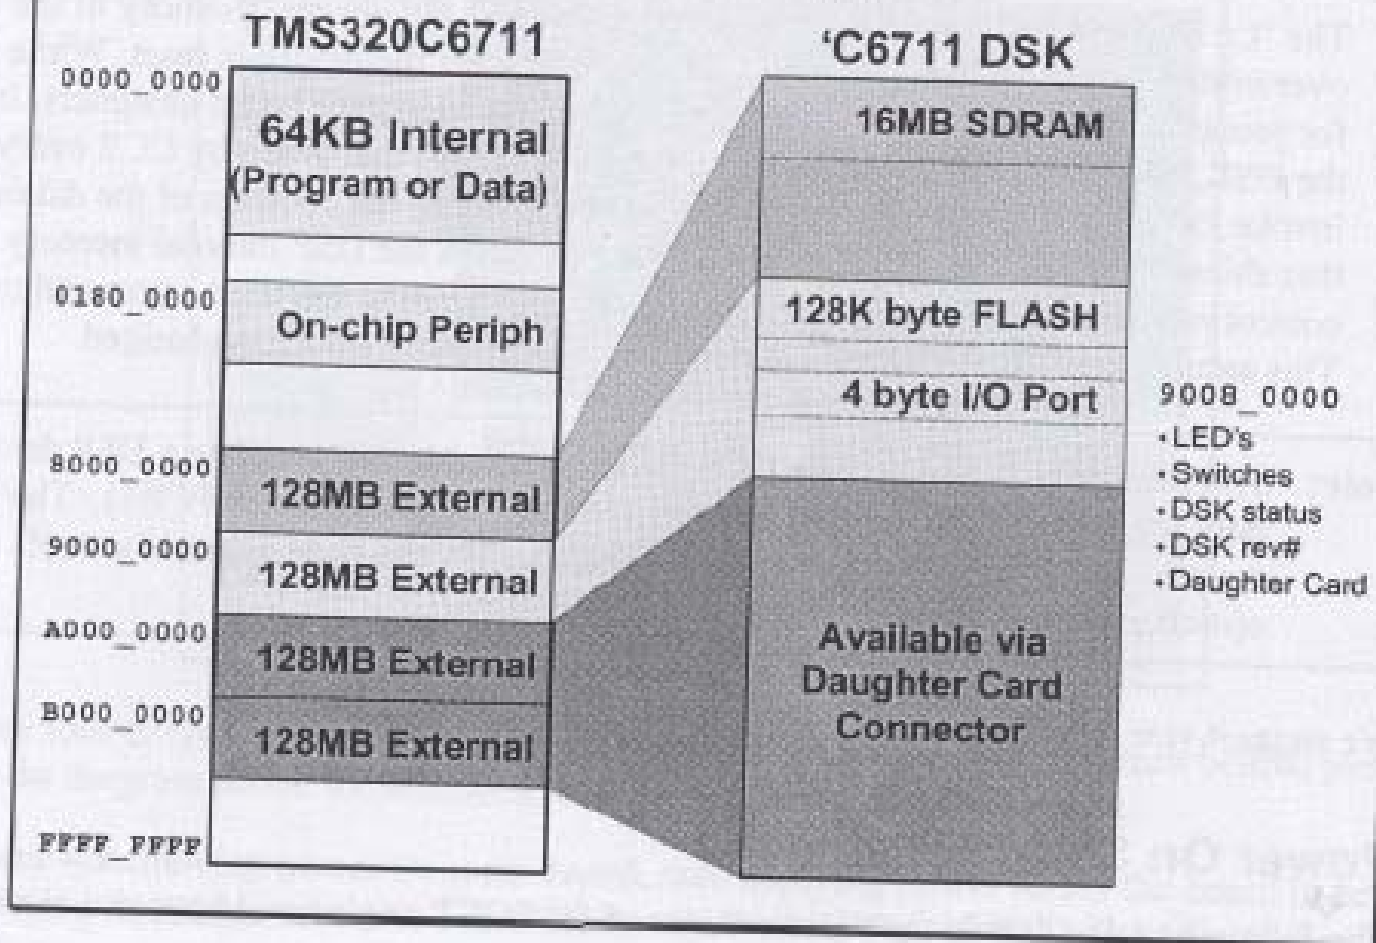 TMS320C6711
'C6711 DSK
0000_0000
64KB Internal
(Program or Data)
0180_0000
On-chip Periph
8000_0000
128MB External
9000_0000
128MB External
A000_0000
128MB External
B000_0000
128MB External
FFFF_FFFF
16MB SDRAM
128K byte FLASH
4 byte I/O Port
Available via
Daughter Card
Connector
9008_0000
•LED's
•Switches
•DSK status
•DSK rev#
•Daughter Card
Power On